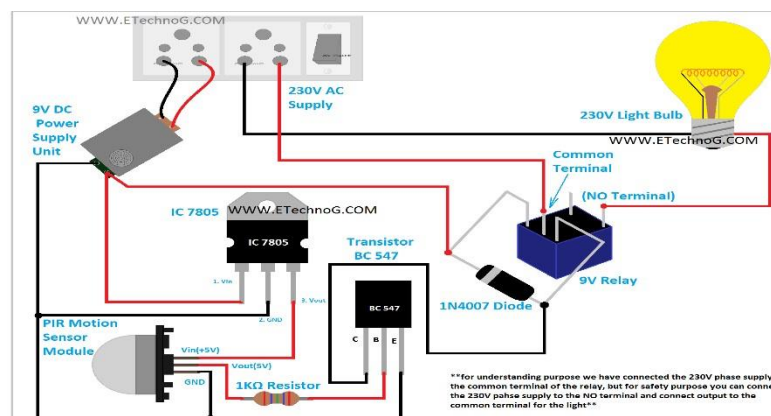 WWW.ETechnoG.COM
230V AC
Supply
9V DC
Power
Supply
Unit
230V Light Bulb
WWW.ETechnoG.COM
Common
Terminal
(NO Terminal)
IC 7805
WWW.ETechnoG.COM
IC 7805
Transistor
BC 547
9V Relay
1N4007 Diode
1. Vin
2. GND
3. Vout
BC 547
C B E
PIR Motion
Sensor
Module
Vin(+5V)
Vout(5V)
GND
1KΩ Resistor
**for understanding purpose we have connected the 230V phase supply
the common terminal of the relay, but for safety purpose you can conne
the 230V pahse supply to the NO terminal and connect output to the
common terminal for the light**